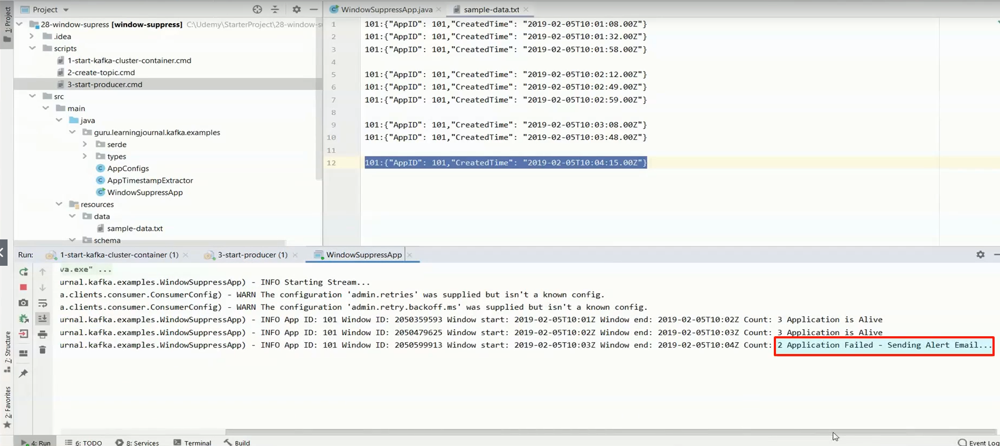 Project
WindowSuppressApp.java
sample-data.txt
1: Project
28-window-supress [window-suppress] C:\Udemy\StarterProject\28-window-su
.idea
scripts
1-start-kafka-cluster-container.cmd
2-create-topic.cmd
3-start-producer.cmd
src
main
java
guru.learningjournal.kafka.examples
serde
types
AppConfigs
AppTimestampExtractor
WindowSuppressApp
resources
data
sample-data.txt
schema
1 101:{"AppID": 101,"CreatedTime": "2019-02-05T10:01:08.00Z"}
2 101:{"AppID": 101,"CreatedTime": "2019-02-05T10:01:32.00Z"}
3 101:{"AppID": 101,"CreatedTime": "2019-02-05T10:01:58.00Z"}
4
5 101:{"AppID": 101,"CreatedTime": "2019-02-05T10:02:12.00Z"}
6 101:{"AppID": 101,"CreatedTime": "2019-02-05T10:02:49.00Z"}
7 101:{"AppID": 101,"CreatedTime": "2019-02-05T10:02:59.00Z"}
8
9 101:{"AppID": 101,"CreatedTime": "2019-02-05T10:03:08.00Z"}
10 101:{"AppID": 101,"CreatedTime": "2019-02-05T10:03:48.00Z"}
11
12 101:{"AppID": 101,"CreatedTime": "2019-02-05T10:04:15.00Z"}
Run: 1-start-kafka-cluster-container (1) 3-start-producer (1) WindowSuppressApp
va.exe" ...
urnal.kafka.examples.WindowSuppressApp) - INFO Starting Stream...
a.clients.consumer.ConsumerConfig) - WARN The configuration 'admin.retries' was supplied but isn't a known config.
a.clients.consumer.ConsumerConfig) - WARN The configuration 'admin.retry.backoff.ms' was supplied but isn't a known config.
urnal.kafka.examples.WindowSuppressApp) - INFO App ID: 101 Window ID: 2050359593 Window start: 2019-02-05T10:01Z Window end: 2019-02-05T10:02Z Count: 3 Application is Alive
urnal.kafka.examples.WindowSuppressApp) - INFO App ID: 101 Window ID: 2050479625 Window start: 2019-02-05T10:02Z Window end: 2019-02-05T10:03Z Count: 3 Application is Alive
urnal.kafka.examples.WindowSuppressApp) - INFO App ID: 101 Window ID: 2050599913 Window start: 2019-02-05T10:03Z Window end: 2019-02-05T10:04Z Count: 2 Application Failed - Sending Alert Email...
7: Structure
2: Favorites
4: Run 6: TODO 8: Services Terminal Build Event Log